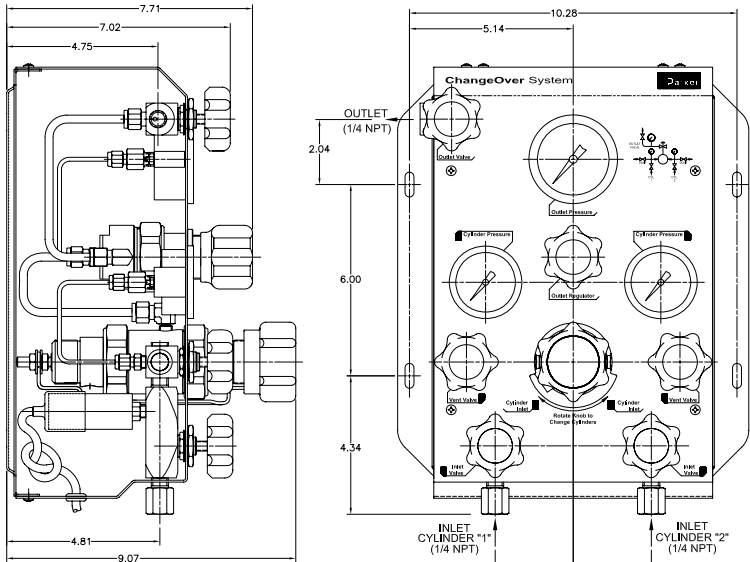 7.71
7.02
4.75
10.28
5.14
ChangeOver System
Parker
OUTLET
(1/4 NPT)
2.04
Outlet Valve
Outlet Pressure
Cylinder Pressure
Cylinder Pressure
6.00
Outlet Regulator
Vent Valve
Vent Valve
Cylinder
Inlet
Cylinder
Inlet
Rotate Knob to
Change Cylinders
4.34
Inlet
Valve
Inlet
Valve
4.81
9.07
INLET
CYLINDER "1"
(1/4 NPT)
INLET
CYLINDER "2"
(1/4 NPT)